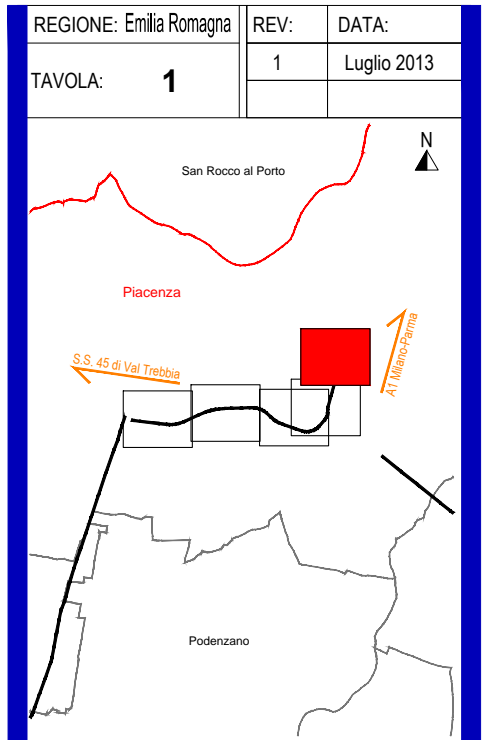 REGIONE: Emilia Romagna
REV:
DATA:
TAVOLA: 1
1
Luglio 2013
N
San Rocco al Porto
Piacenza
S.S. 45 di Val Trebbia
A1 Milano-Parma
Podenzano